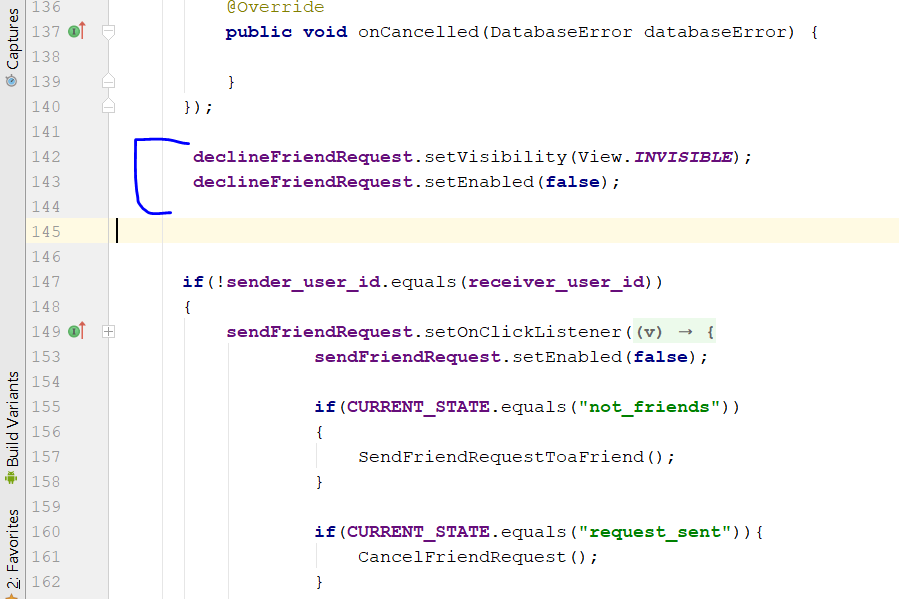 Captures
Build Variants
2: Favorites
136 @Override
137 public void onCancelled(DatabaseError databaseError) {
138
139 }
140 });
141
142 declineFriendRequest.setVisibility(View.INVISIBLE);
143 declineFriendRequest.setEnabled(false);
144
145
146
147 if(!sender_user_id.equals(receiver_user_id))
148 {
149 sendFriendRequest.setOnClickListener((v) → {
153 sendFriendRequest.setEnabled(false);
154
155 if(CURRENT_STATE.equals("not_friends"))
156 {
157 SendFriendRequestToaFriend();
158 }
159
160 if(CURRENT_STATE.equals("request_sent")){
161 CancelFriendRequest();
162 }